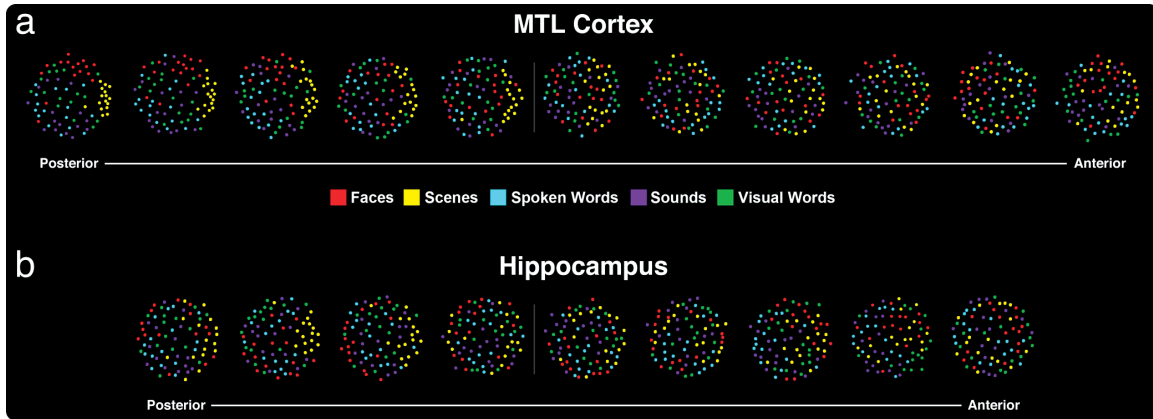 a
MTL Cortex
Posterior
Anterior
Faces Scenes Spoken Words Sounds Visual Words
b
Hippocampus
Posterior
Anterior